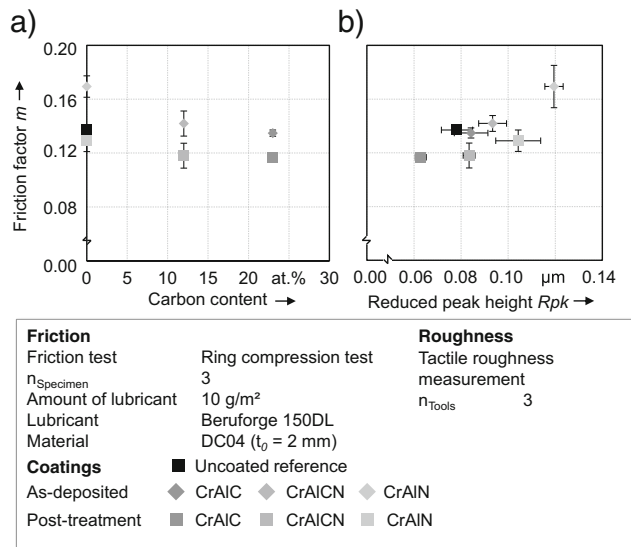 a)
b)
Friction factor m →
0.20
0.16
0.12
0.08
0.00
0 5 10 15 20 at.% 30
Carbon content →
0.00 0.06 0.08 0.10 µm 0.14
Reduced peak height Rpk →
Friction
Friction test Ring compression test
nSpecimen 3
Amount of lubricant 10 g/m²
Lubricant Beruforge 150DL
Material DC04 (t0 = 2 mm)
Roughness
Tactile roughness
measurement
nTools 3
Coatings ■ Uncoated reference
As-deposited ◆ CrAlC ◆ CrAlCN ◆ CrAlN
Post-treatment ■ CrAlC ■ CrAlCN ■ CrAlN